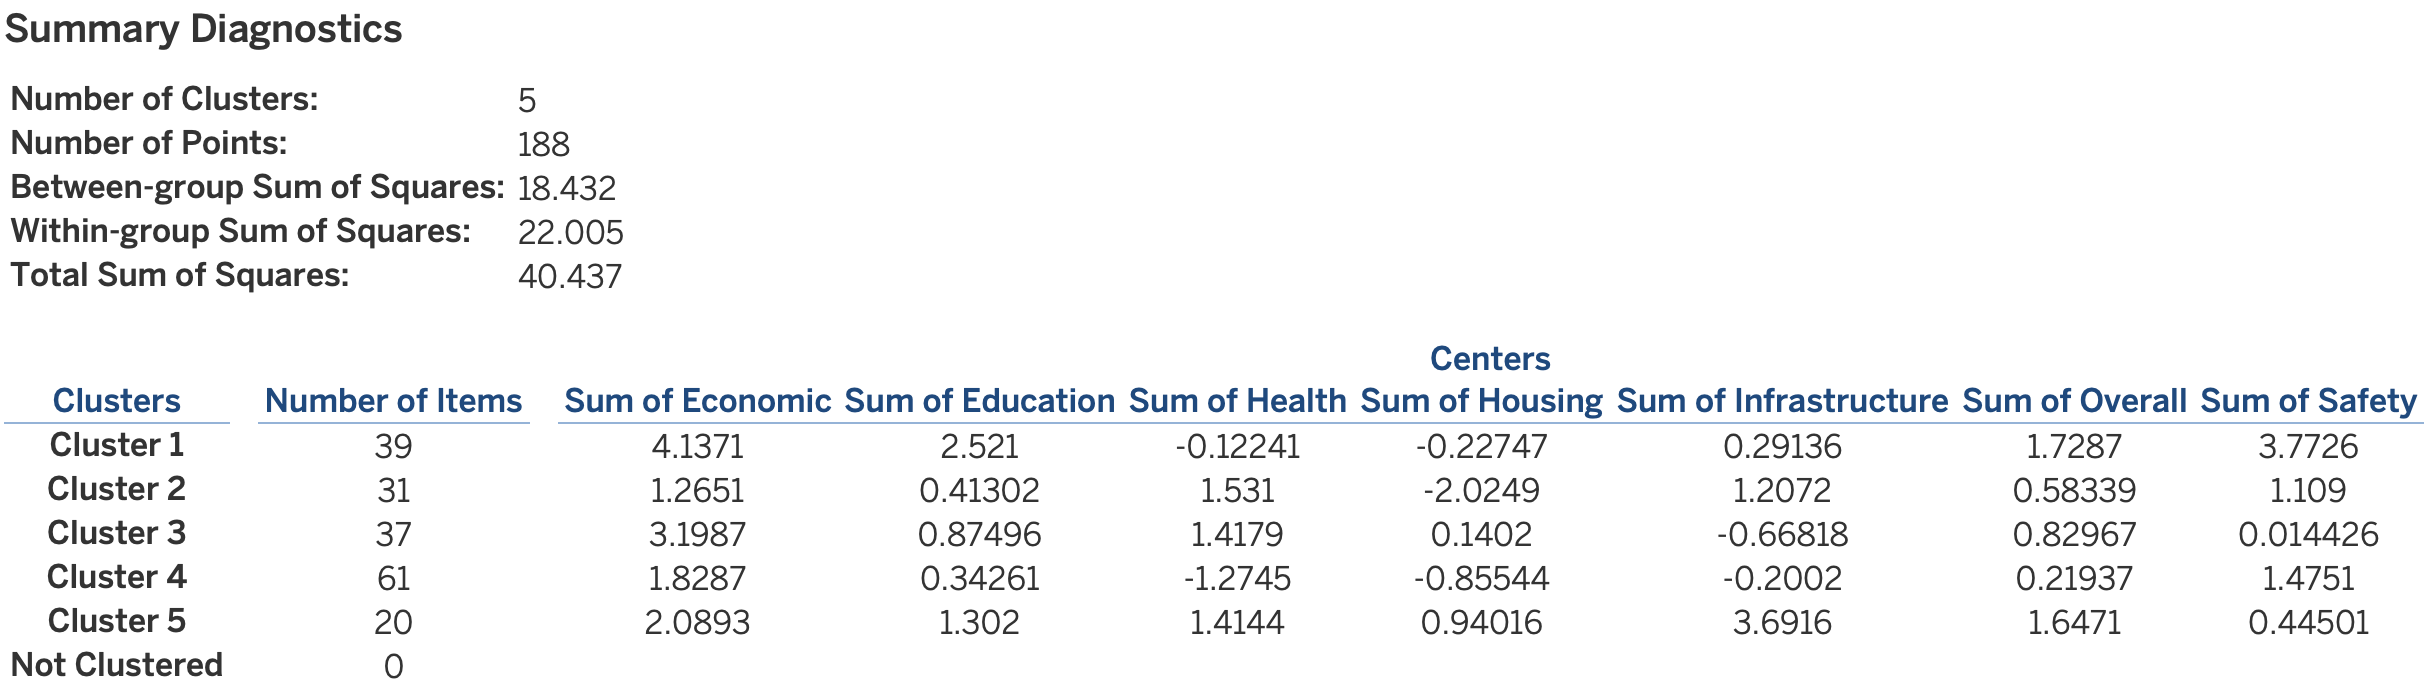 Summary Diagnostics
Number of Clusters: 5
Number of Points: 188
Between-group Sum of Squares: 18.432
Within-group Sum of Squares: 22.005
Total Sum of Squares: 40.437
Centers
Clusters Number of Items Sum of Economic Sum of Education Sum of Health Sum of Housing Sum of Infrastructure Sum of Overall Sum of Safety
Cluster 1 39 4.1371 2.521 -0.12241 -0.22747 0.29136 1.7287 3.7726
Cluster 2 31 1.2651 0.41302 1.531 -2.0249 1.2072 0.58339 1.109
Cluster 3 37 3.1987 0.87496 1.4179 0.1402 -0.66818 0.82967 0.014426
Cluster 4 61 1.8287 0.34261 -1.2745 -0.85544 -0.2002 0.21937 1.4751
Cluster 5 20 2.0893 1.302 1.4144 0.94016 3.6916 1.6471 0.44501
Not Clustered 0